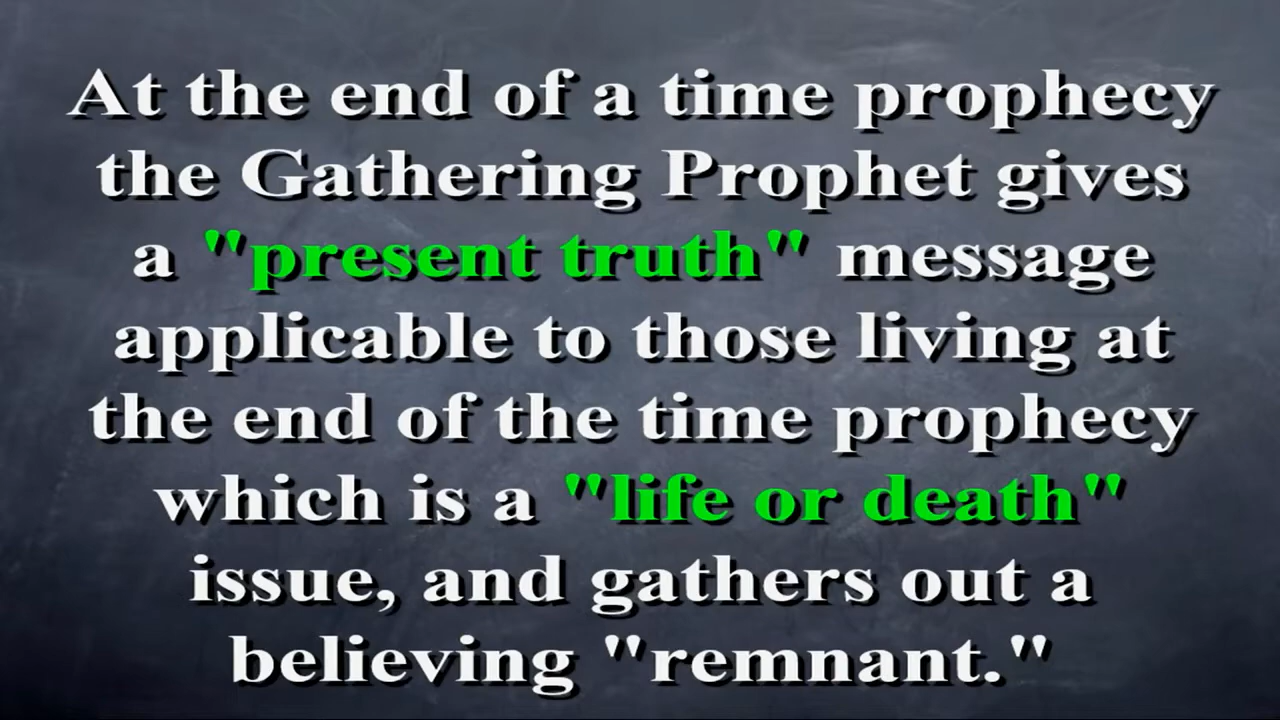 At the end of a time prophecy
the Gathering Prophet gives
a "present truth" message
applicable to those living at
the end of the time prophecy
which is a "life or death"
issue, and gathers out a
believing "remnant."